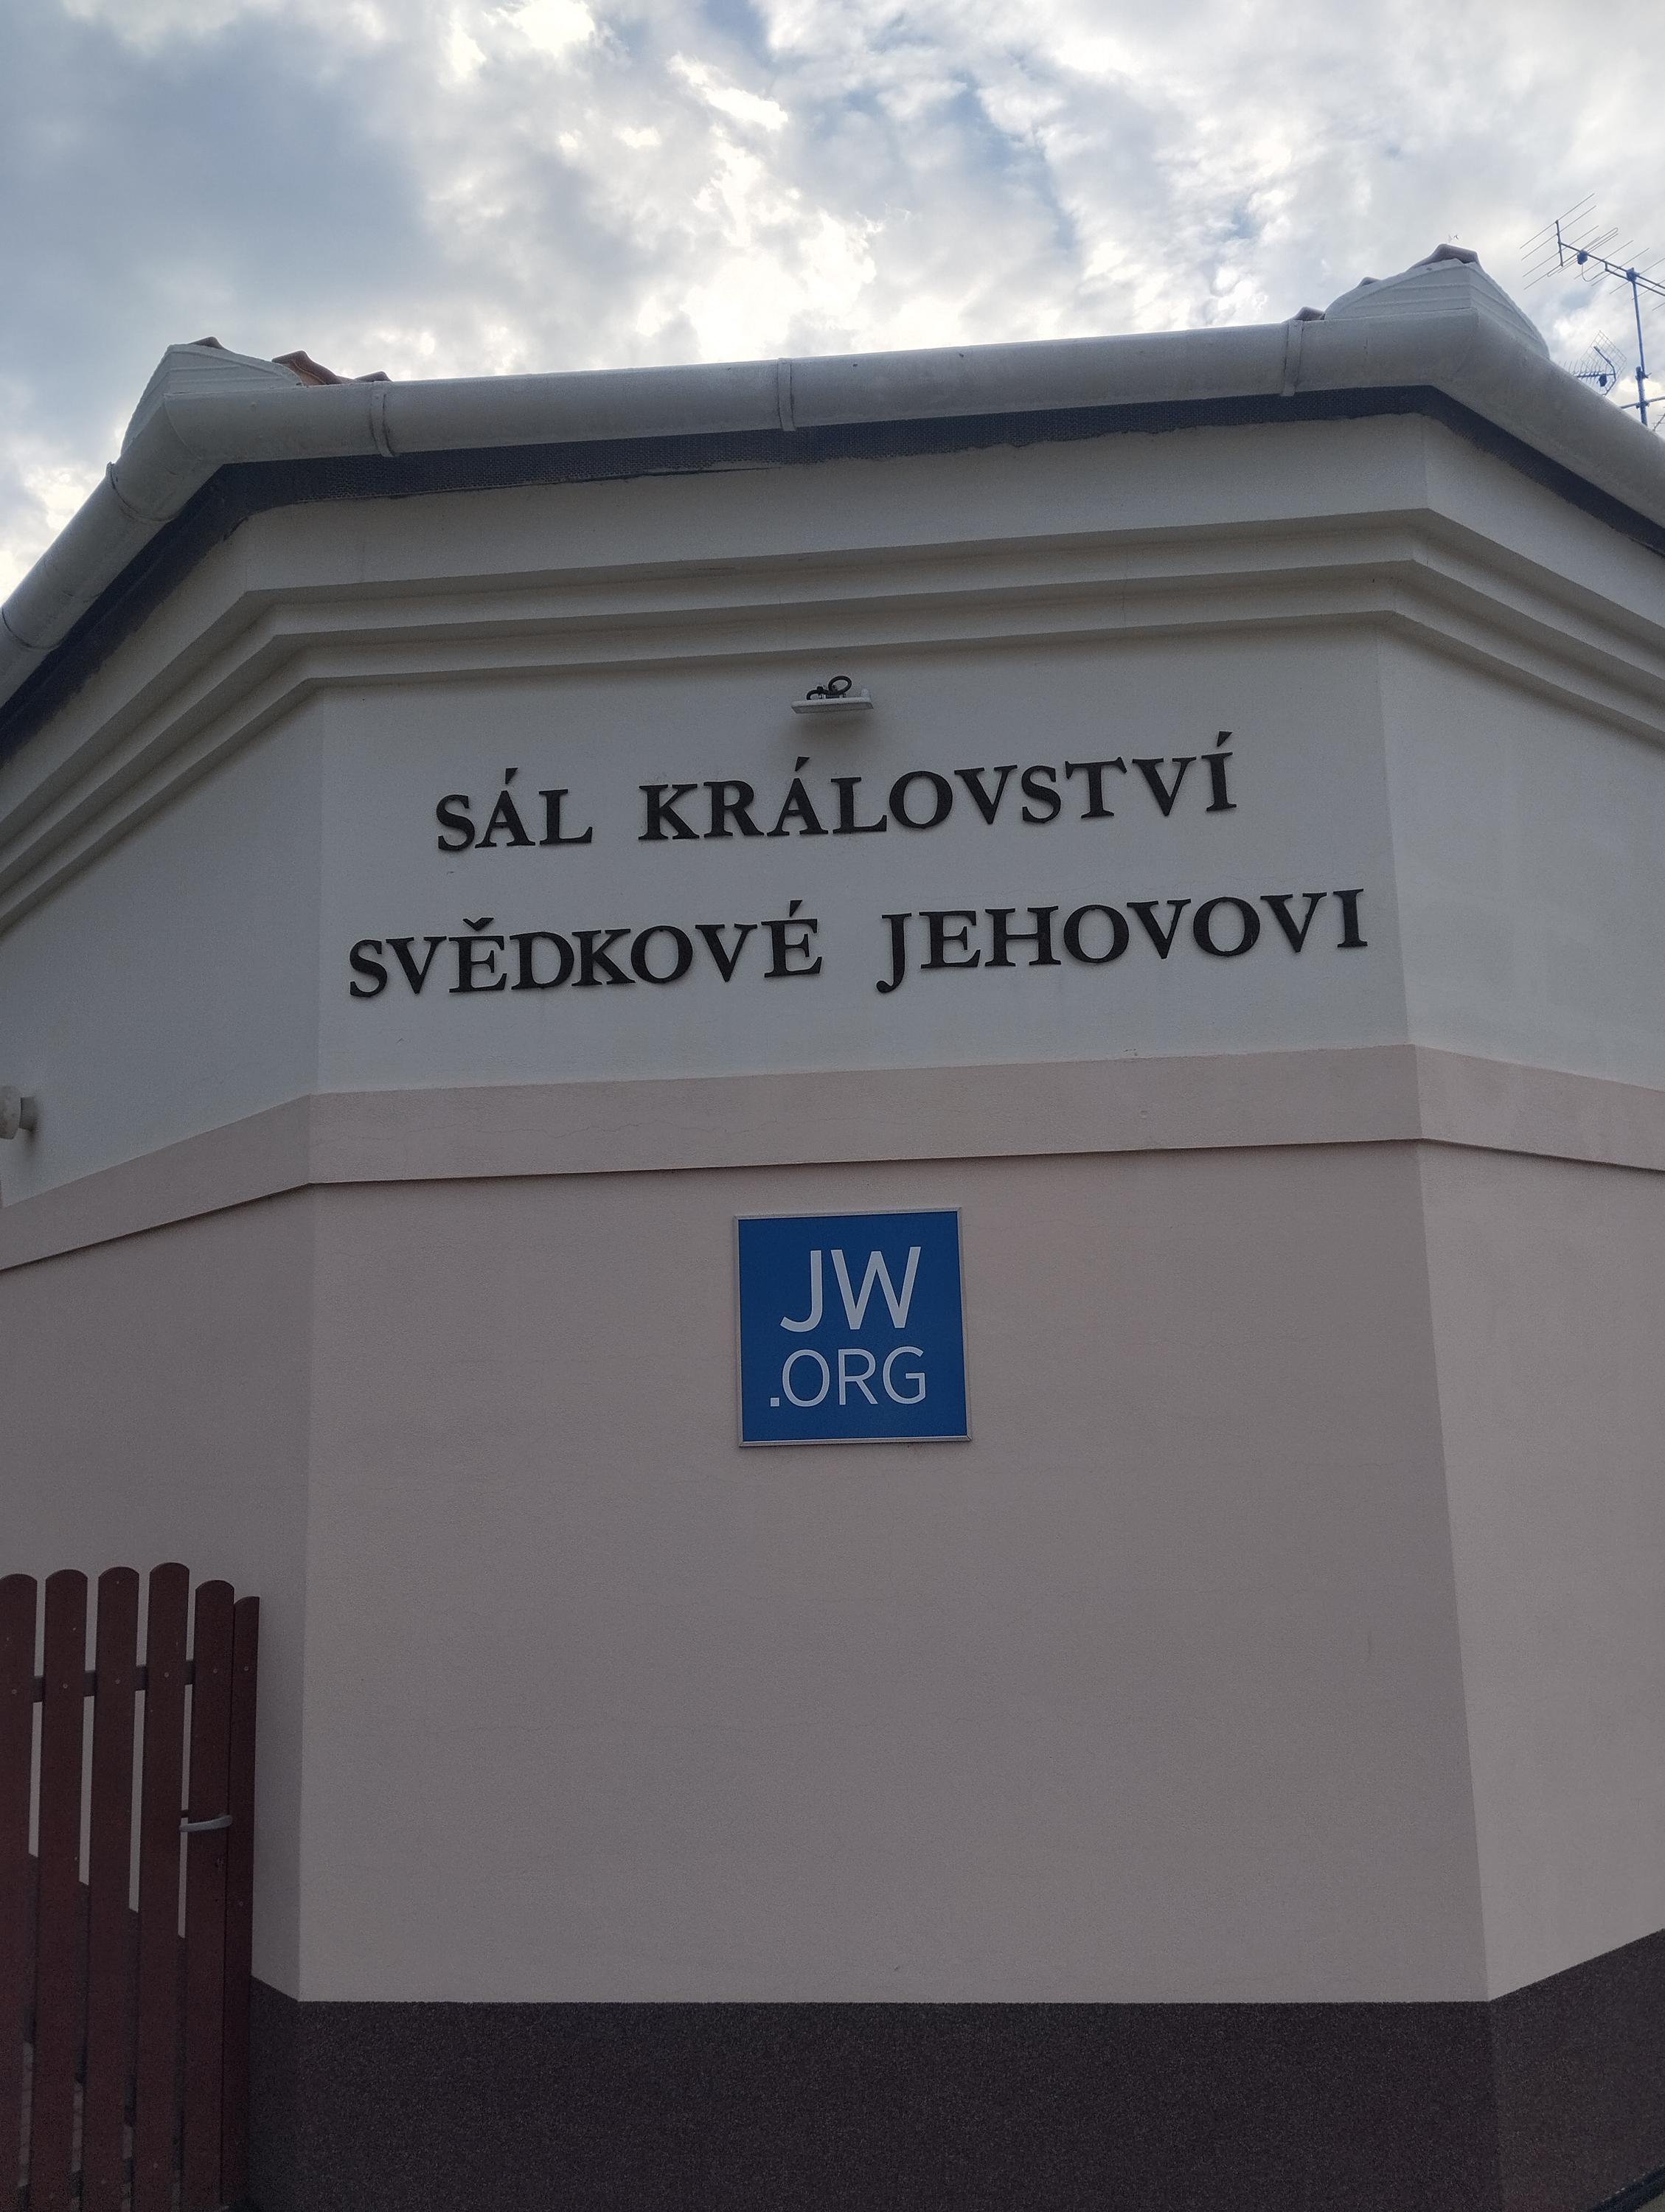 SÁL KRÁLOVSTVÍ
SVĚDKOVÉ JEHOVOVI
JW
.ORG